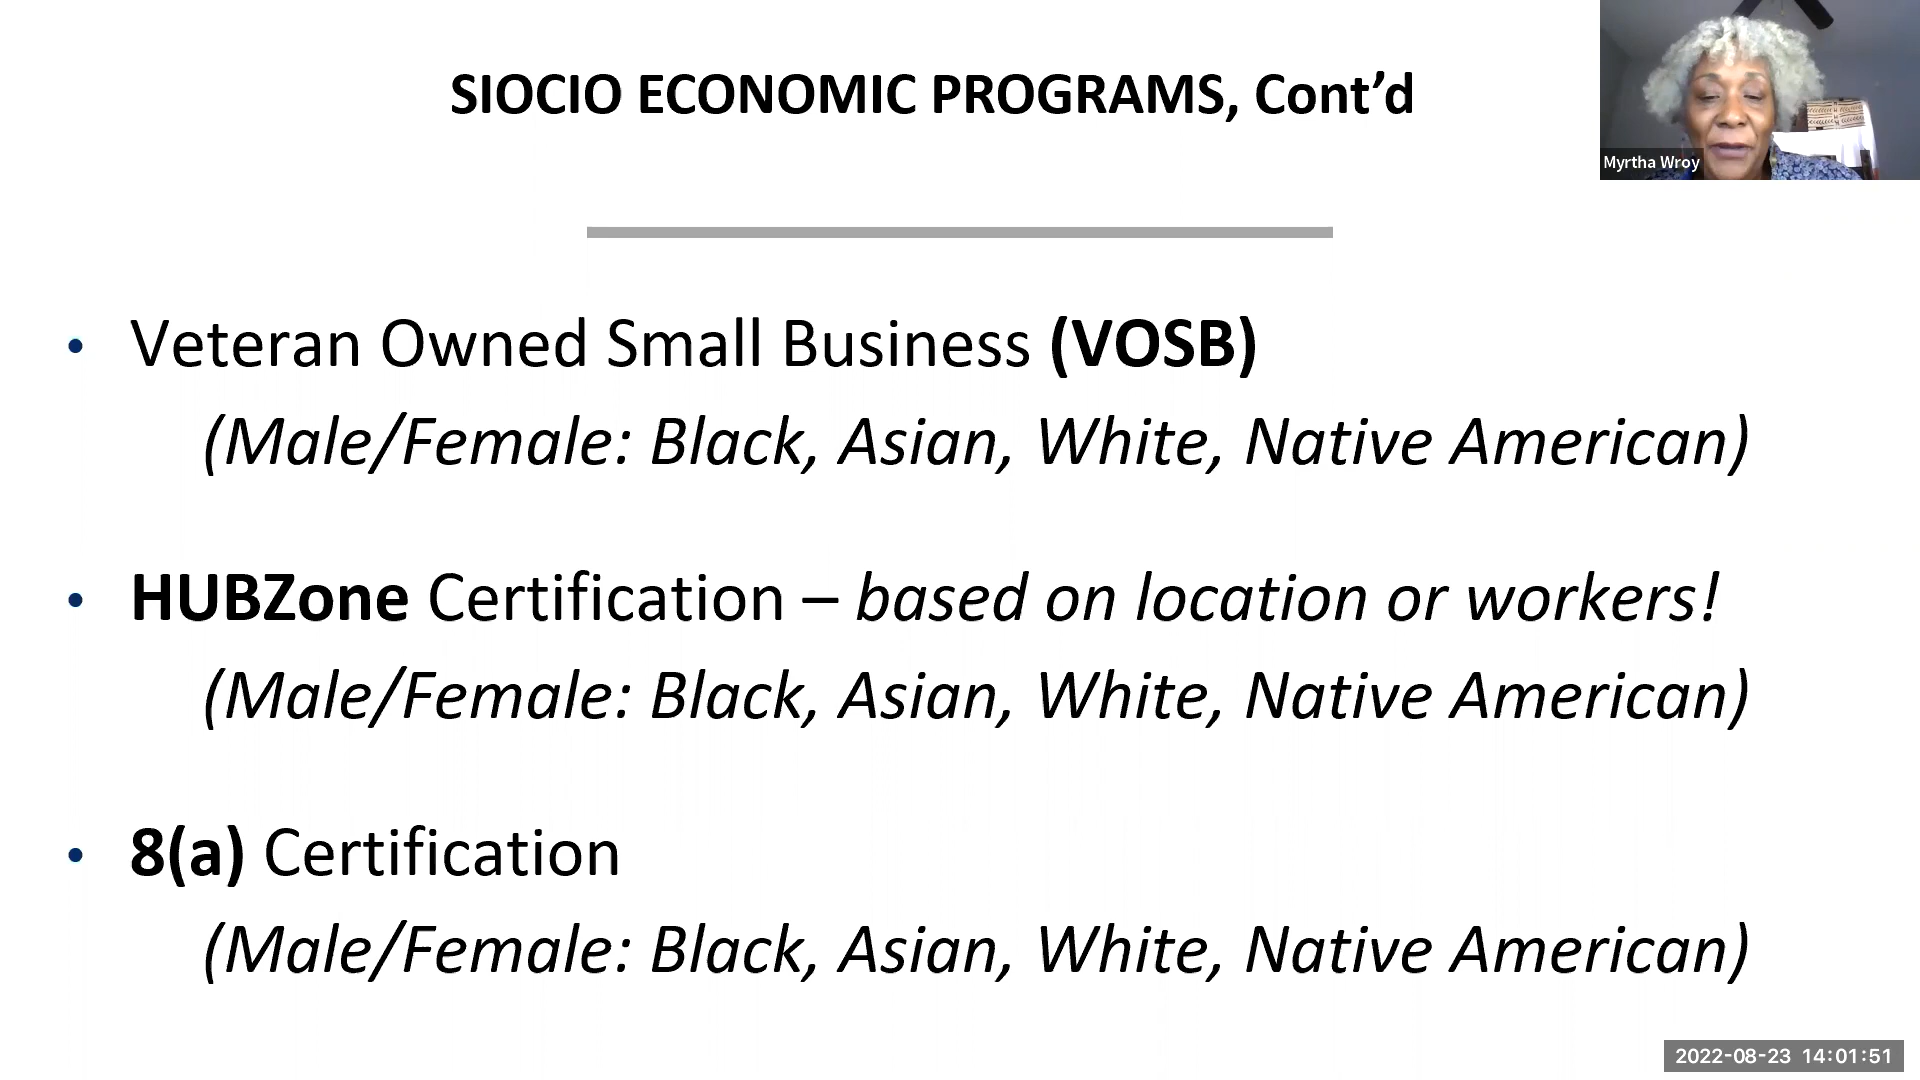 SIOCIO ECONOMIC PROGRAMS, Cont’d
Myrtha Wroy
• Veteran Owned Small Business (VOSB)
(Male/Female: Black, Asian, White, Native American)
• HUBZone Certification – based on location or workers!
(Male/Female: Black, Asian, White, Native American)
• 8(a) Certification
(Male/Female: Black, Asian, White, Native American)
2022-08-23 14:01:51